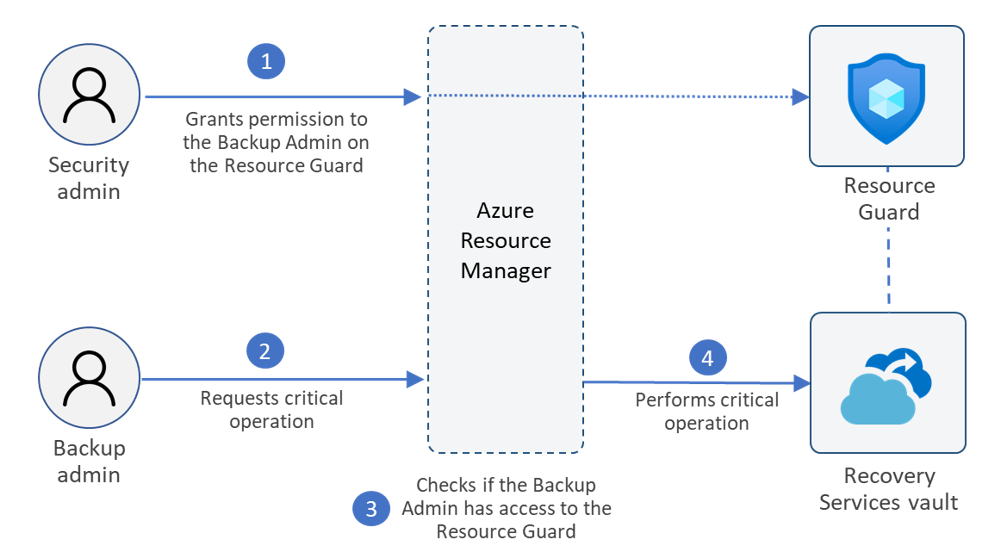 1
Grants permission to
the Backup Admin on
the Resource Guard
Security
admin
Azure
Resource
Manager
Resource
Guard
2
Requests critical
operation
Backup
admin
4
Performs critical
operation
Recovery
Services vault
3
Checks if the Backup
Admin has access to the
Resource Guard